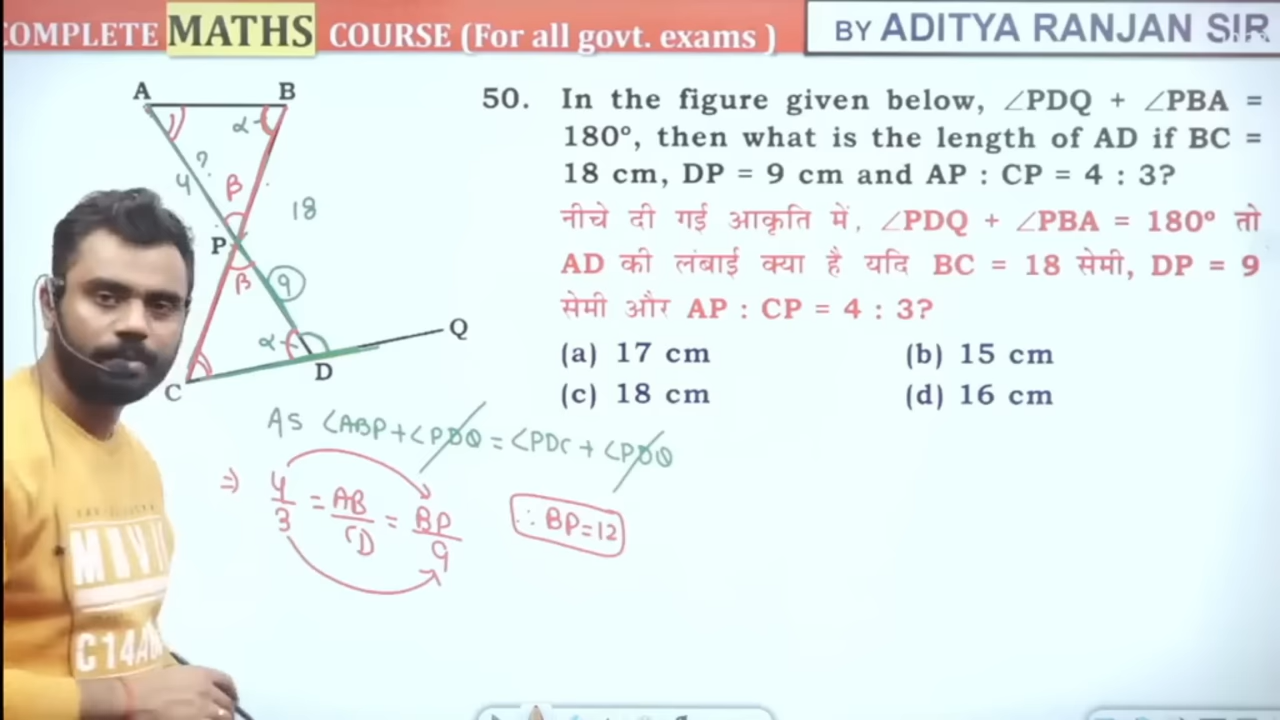 COMPLETE MATHS COURSE (For all govt. exams )
BY ADITYA RANJAN SIR
A
B
α
?
4
β
18
P
β
9
α
Q
D
C
50. In the figure given below, ∠PDQ + ∠PBA =
180°, then what is the length of AD if BC =
18 cm, DP = 9 cm and AP : CP = 4 : 3?
नीचे दी गई आकृति में, ∠PDQ + ∠PBA = 180° तो
AD की लंबाई क्या है यदि BC = 18 सेमी, DP = 9
सेमी और AP : CP = 4 : 3?
(a) 17 cm (b) 15 cm
(c) 18 cm (d) 16 cm
As ∠ABP+∠PDQ = ∠PDC + ∠PDQ
⇒ 4/3 = AB/CD = BP/9
∴ BP=12
MAVI
C14A